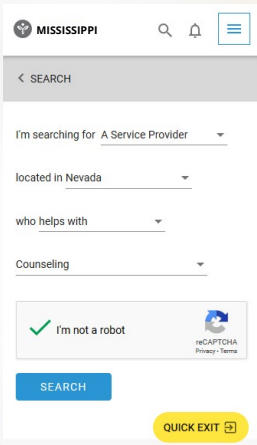 MISSISSIPPI
SEARCH
I'm searching for A Service Provider
located in Nevada
who helps with
Counseling
I'm not a robot
reCAPTCHA
Privacy - Terms
SEARCH
QUICK EXIT